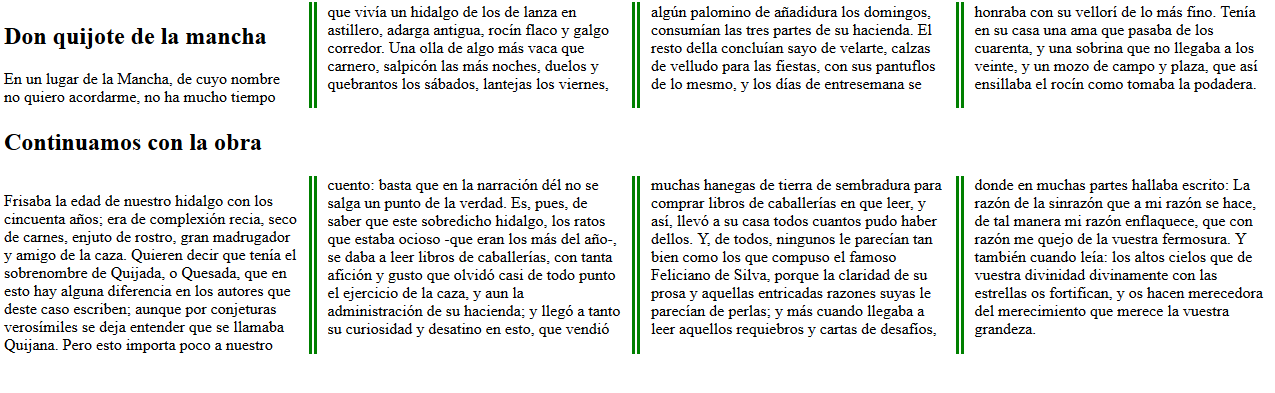 Don quijote de la mancha
En un lugar de la Mancha, de cuyo nombre
no quiero acordarme, no ha mucho tiempo
que vivía un hidalgo de los de lanza en
astillero, adarga antigua, rocín flaco y galgo
corredor. Una olla de algo más vaca que
carnero, salpicón las más noches, duelos y
quebrantos los sábados, lantejas los viernes,
algún palomino de añadidura los domingos,
consumían las tres partes de su hacienda. El
resto della concluían sayo de velarte, calzas
de velludo para las fiestas, con sus pantuflos
de lo mesmo, y los días de entresemana se
honraba con su vellorí de lo más fino. Tenía
en su casa una ama que pasaba de los
cuarenta, y una sobrina que no llegaba a los
veinte, y un mozo de campo y plaza, que así
ensillaba el rocín como tomaba la podadera.
Continuamos con la obra
Frisaba la edad de nuestro hidalgo con los
cincuenta años; era de complexión recia, seco
de carnes, enjuto de rostro, gran madrugador
y amigo de la caza. Quieren decir que tenía el
sobrenombre de Quijada, o Quesada, que en
esto hay alguna diferencia en los autores que
deste caso escriben; aunque por conjeturas
verosímiles se deja entender que se llamaba
Quijana. Pero esto importa poco a nuestro
cuento: basta que en la narración dél no se
salga un punto de la verdad. Es, pues, de
saber que este sobredicho hidalgo, los ratos
que estaba ocioso -que eran los más del año-,
se daba a leer libros de caballerías, con tanta
afición y gusto que olvidó casi de todo punto
el ejercicio de la caza, y aun la
administración de su hacienda; y llegó a tanto
su curiosidad y desatino en esto, que vendió
muchas hanegas de tierra de sembradura para
comprar libros de caballerías en que leer, y
así, llevó a su casa todos cuantos pudo haber
dellos. Y, de todos, ningunos le parecían tan
bien como los que compuso el famoso
Feliciano de Silva, porque la claridad de su
prosa y aquellas entricadas razones suyas le
parecían de perlas; y más cuando llegaba a
leer aquellos requiebros y cartas de desafíos,
donde en muchas partes hallaba escrito: La
razón de la sinrazón que a mi razón se hace,
de tal manera mi razón enflaquece, que con
razón me quejo de la vuestra fermosura. Y
también cuando leía: los altos cielos que de
vuestra divinidad divinamente con las
estrellas os fortifican, y os hacen merecedora
del merecimiento que merece la vuestra
grandeza.